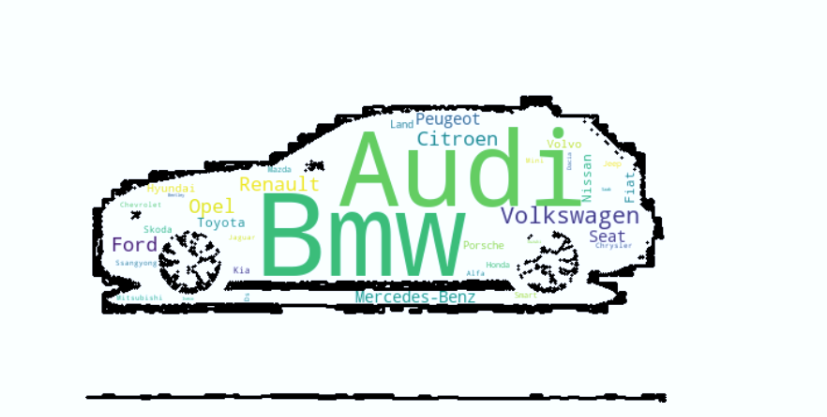 Land Peugeot
Citroen
Audi
Volvo
Mini
Dacia
Jeep
Nissan
Fiat
Mazda
Renault
Hyundai
Bentley
Chevrolet
Opel
Toyota
Skoda
Bmw
Volkswagen
Seat
Chrysler
Ford
Jaguar
Porsche
Ssangyong
Kia
Honda
Alfa
Mitsubishi
Mercedes-Benz
Smart